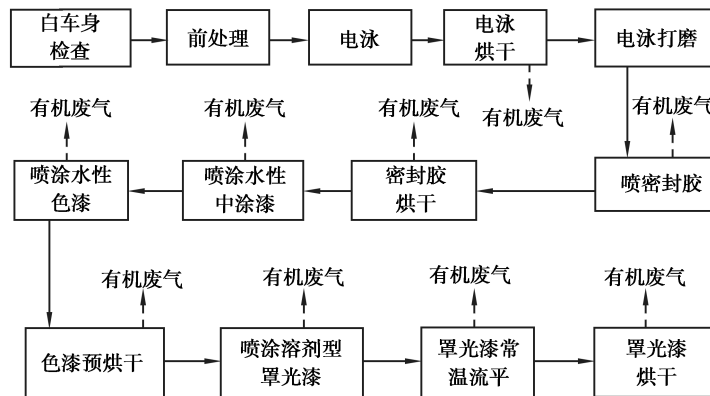 白车身
检查
前处理
电泳
电泳
烘干
电泳打磨
有机废气
有机废气
有机废气
有机废气
有机废气
喷涂水性
色漆
喷涂水性
中涂漆
密封胶
烘干
喷密封胶
有机废气
有机废气
有机废气
有机废气
色漆预烘干
喷涂溶剂型
罩光漆
罩光漆常
温流平
罩光漆
烘干